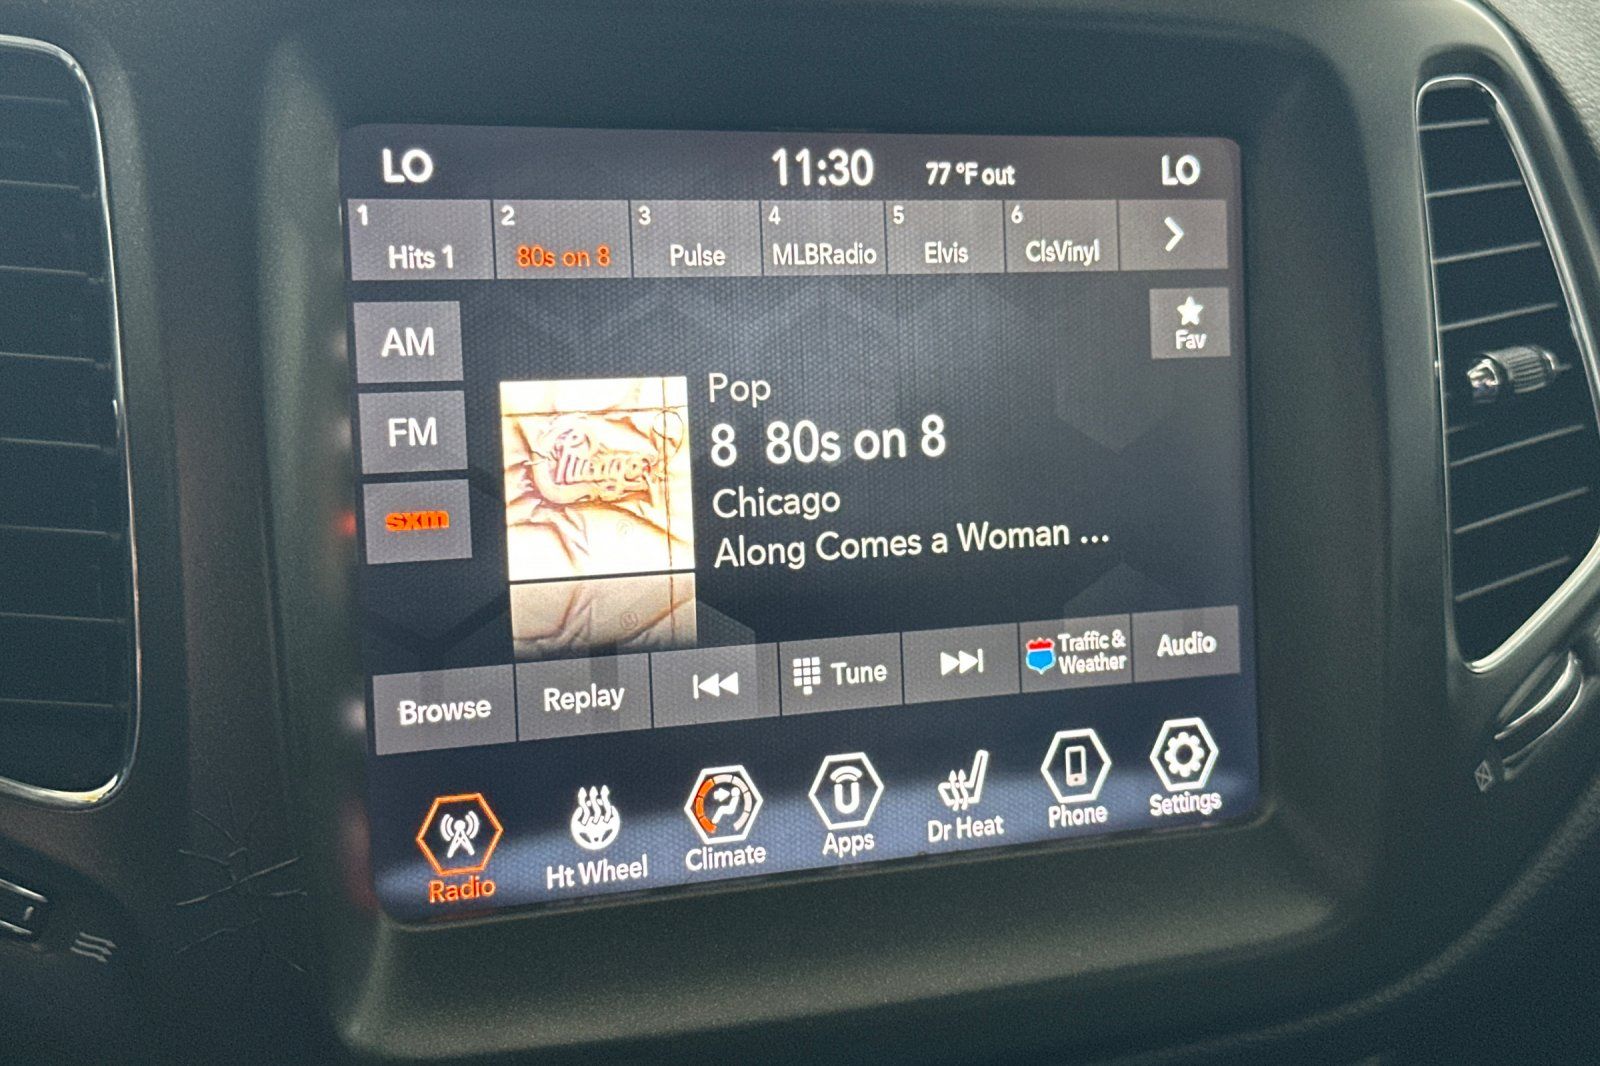 LO 11:30 77 °F out LO
1 2 3 4 5 6
Hits 1 80s on 8 Pulse MLBRadio Elvis ClsVinyl
AM
FM
sxm
Fav
Chicago
Pop
8 80s on 8
Chicago
Along Comes a Woman ...
Browse Replay Tune Traffic & Weather Audio
Radio Ht Wheel Climate Apps Dr Heat Phone Settings